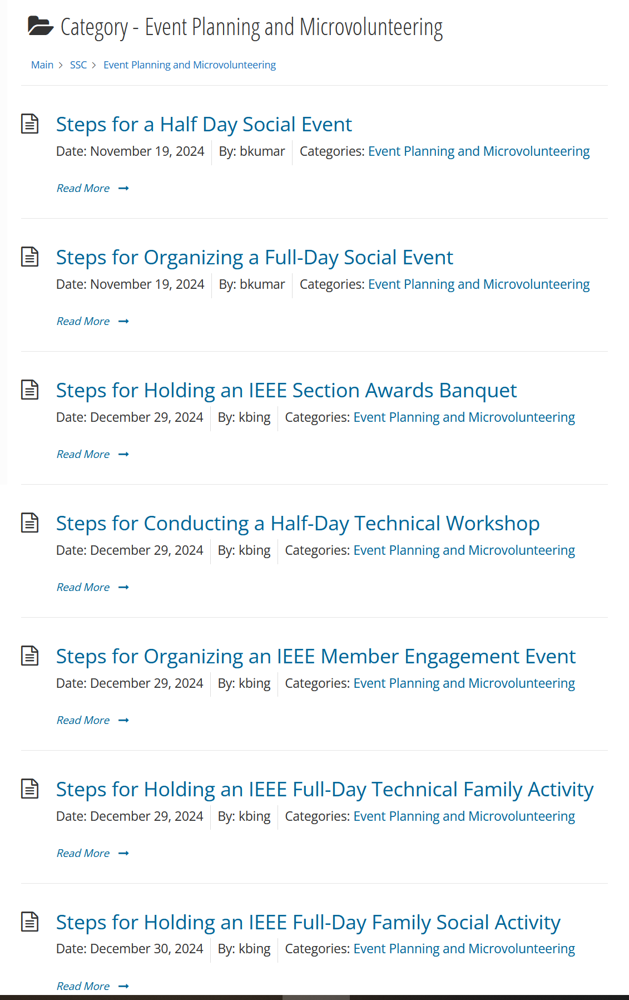 Category - Event Planning and Microvolunteering
Main > SSC > Event Planning and Microvolunteering
Steps for a Half Day Social Event
Date: November 19, 2024 By: bkumar Categories: Event Planning and Microvolunteering
Read More →
Steps for Organizing a Full-Day Social Event
Date: November 19, 2024 By: bkumar Categories: Event Planning and Microvolunteering
Read More →
Steps for Holding an IEEE Section Awards Banquet
Date: December 29, 2024 By: kbing Categories: Event Planning and Microvolunteering
Read More →
Steps for Conducting a Half-Day Technical Workshop
Date: December 29, 2024 By: kbing Categories: Event Planning and Microvolunteering
Read More →
Steps for Organizing an IEEE Member Engagement Event
Date: December 29, 2024 By: kbing Categories: Event Planning and Microvolunteering
Read More →
Steps for Holding an IEEE Full-Day Technical Family Activity
Date: December 29, 2024 By: kbing Categories: Event Planning and Microvolunteering
Read More →
Steps for Holding an IEEE Full-Day Family Social Activity
Date: December 30, 2024 By: kbing Categories: Event Planning and Microvolunteering
Read More →